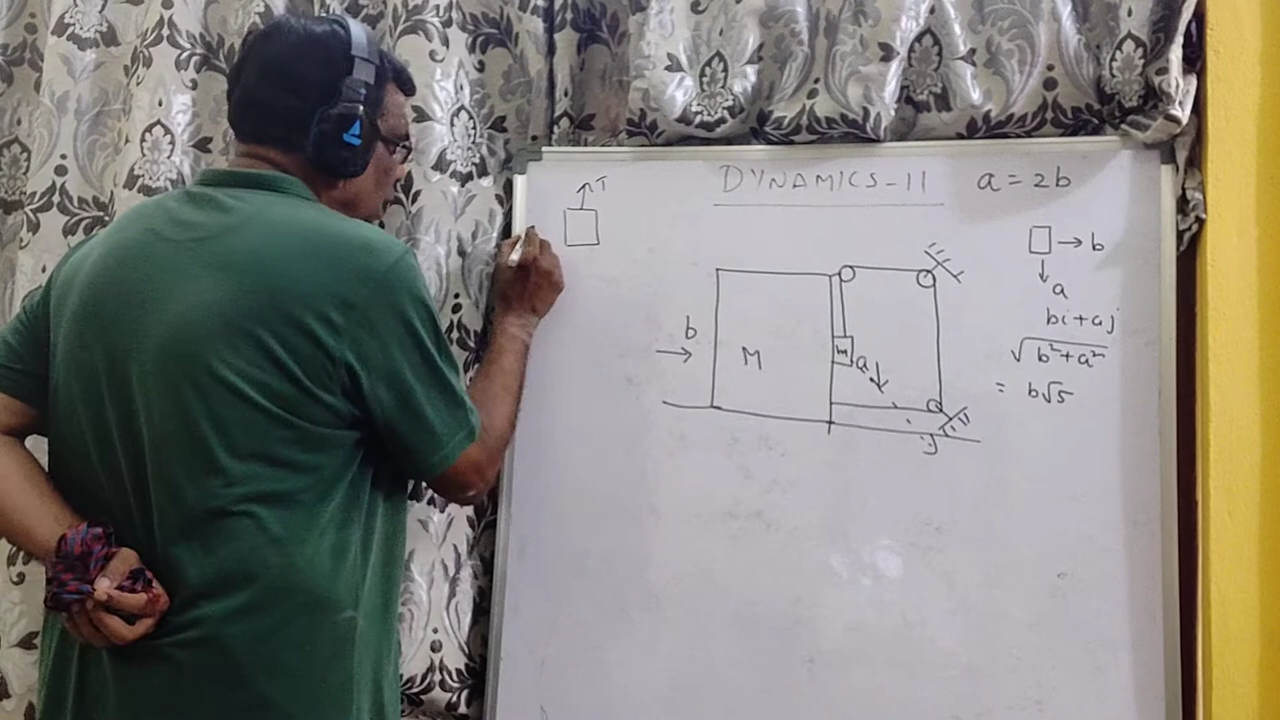 DYNAMICS-11
a = 2b
T
→ b
a
bi + aj
√b²+a²
= b√5
b
M
m
a